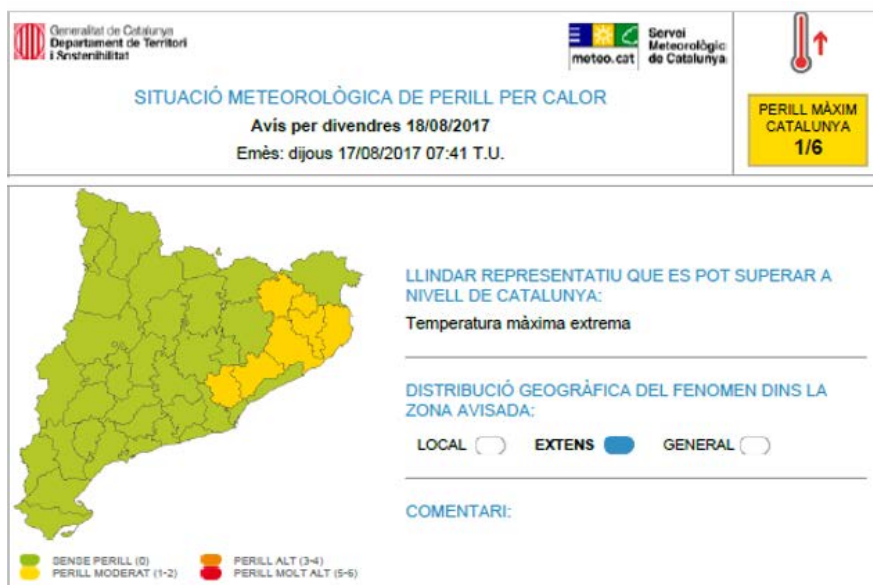 Generalitat de Catalunya
Departament de Territori
i Sostenibilitat
meteo.cat
Servei
Meteorològic
de Catalunya
SITUACIÓ METEOROLÒGICA DE PERILL PER CALOR
Avís per divendres 18/08/2017
Emès: dijous 17/08/2017 07:41 T.U.
PERILL MÀXIM
CATALUNYA
1/6
LLINDAR REPRESENTATIU QUE ES POT SUPERAR A
NIVELL DE CATALUNYA:
Temperatura màxima extrema
DISTRIBUCIÓ GEOGRÀFICA DEL FENOMEN DINS LA
ZONA AVISADA:
LOCAL EXTENS GENERAL
COMENTARI:
SENSE PERILL (0) PERILL ALT (3-4)
PERILL MODERAT (1-2) PERILL MOLT ALT (5-6)